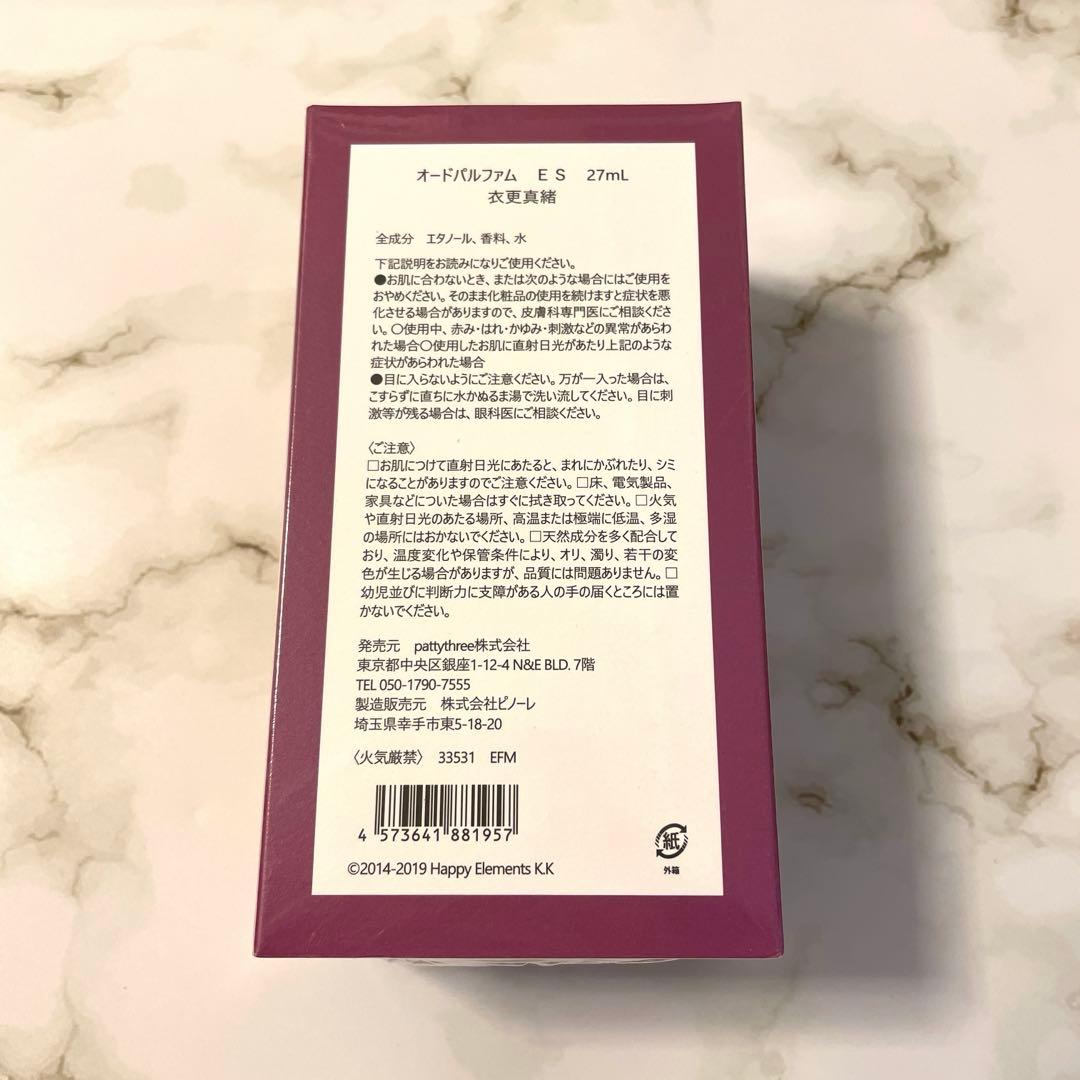 オードパルファム　ＥＳ　27mL
衣更真緒
全成分　エタノール、香料、水
下記説明をお読みになりご使用ください。
●お肌に合わないとき、または次のような場合にはご使用を
おやめください。そのまま化粧品の使用を続けますと症状を悪
化させる場合がありますので、皮膚科専門医にご相談くださ
い。〇使用中、赤み・はれ・かゆみ・刺激などの異常があらわ
れた場合〇使用したお肌に直射日光があたり上記のような
症状があらわれた場合
●目に入らないようにご注意ください。万が一入った場合は、
こすらずに直ちに水かぬるま湯で洗い流してください。目に刺
激等が残る場合は、眼科医にご相談ください。
〈ご注意〉
□お肌につけて直射日光にあたると、まれにかぶれたり、シミ
になることがありますのでご注意ください。□床、電気製品、
家具などについた場合はすぐに拭き取ってください。□火気
や直射日光のあたる場所、高温または極端に低温、多湿
の場所にはおかないでください。□天然成分を多く配合して
おり、温度変化や保管条件により、オリ、濁り、若干の変
色が生じる場合がありますが、品質には問題ありません。□
幼児並びに判断力に支障がある人の手の届くところには置
かないでください。
発売元　pattythree株式会社
東京都中央区銀座1-12-4 N&E BLD. 7階
TEL 050-1790-7555
製造販売元　株式会社ピノーレ
埼玉県幸手市東5-18-20
〈火気厳禁〉　33531　EFM
4 573641 881957
紙
外箱
©2014-2019 Happy Elements K.K